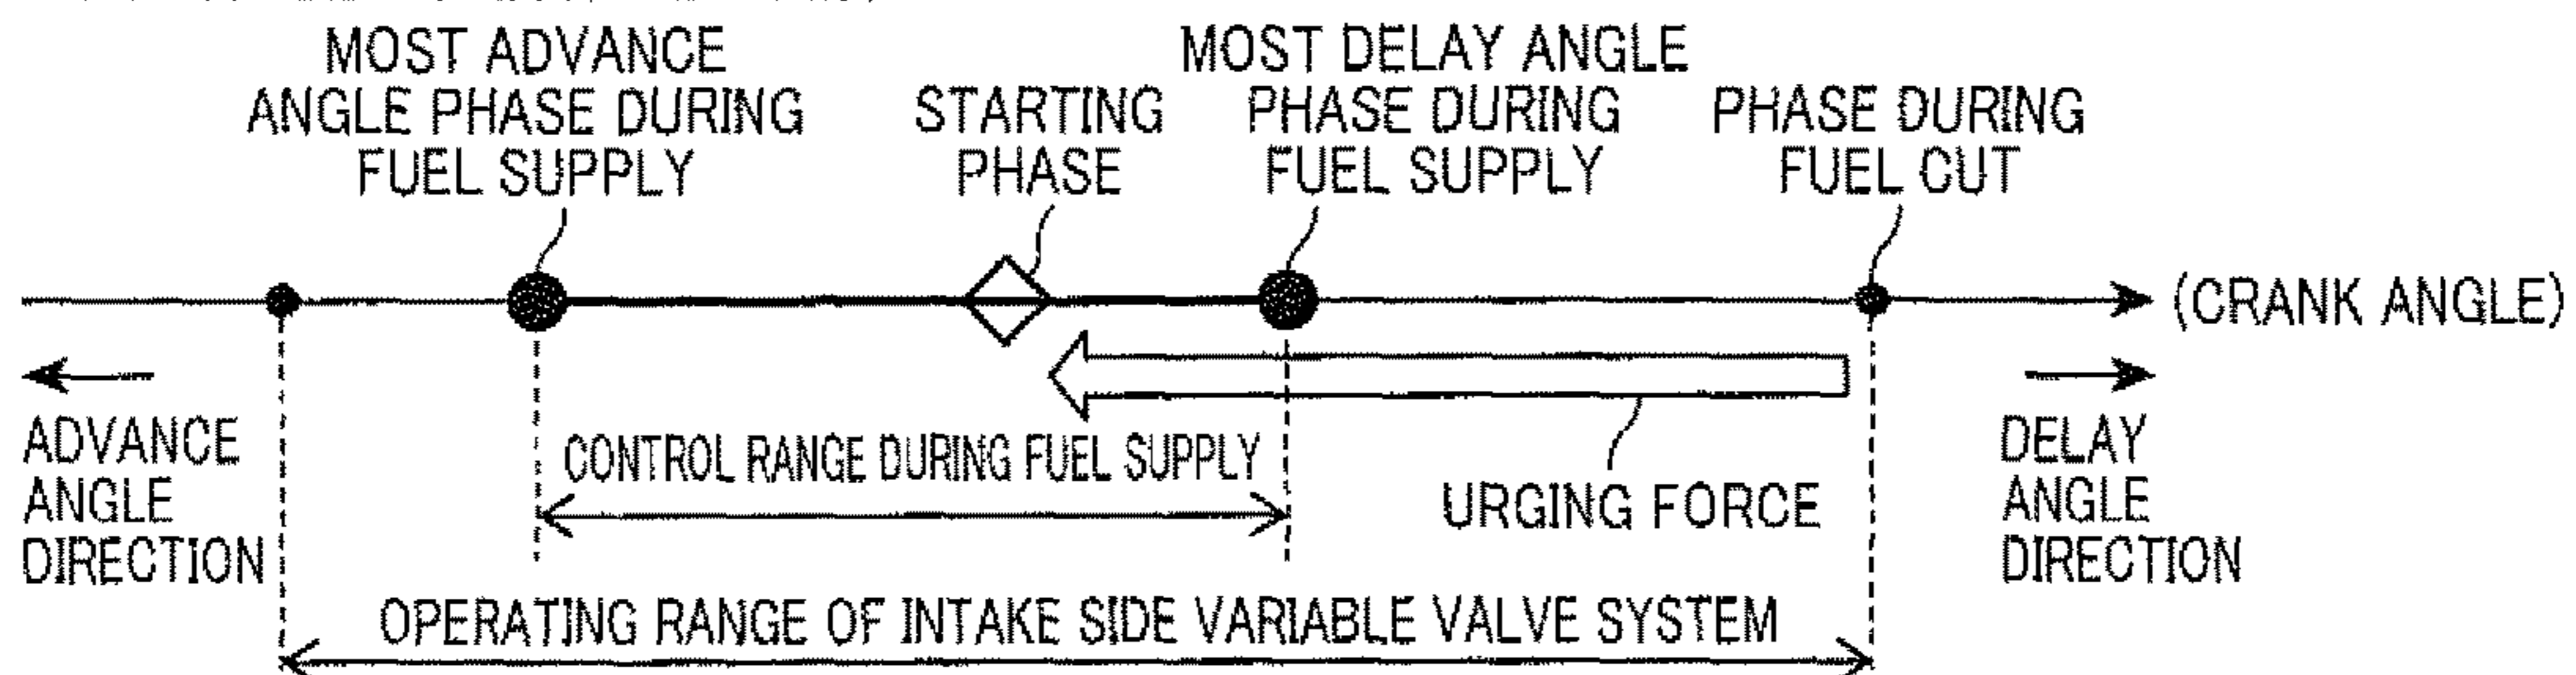 MOST ADVANCE
ANGLE PHASE DURING
FUEL SUPPLY
STARTING
PHASE
MOST DELAY ANGLE
PHASE DURING
FUEL SUPPLY
PHASE DURING
FUEL CUT
(CRANK ANGLE)
ADVANCE
ANGLE
DIRECTION
CONTROL RANGE DURING FUEL SUPPLY
URGING FORCE
DELAY
ANGLE
DIRECTION
OPERATING RANGE OF INTAKE SIDE VARIABLE VALVE SYSTEM